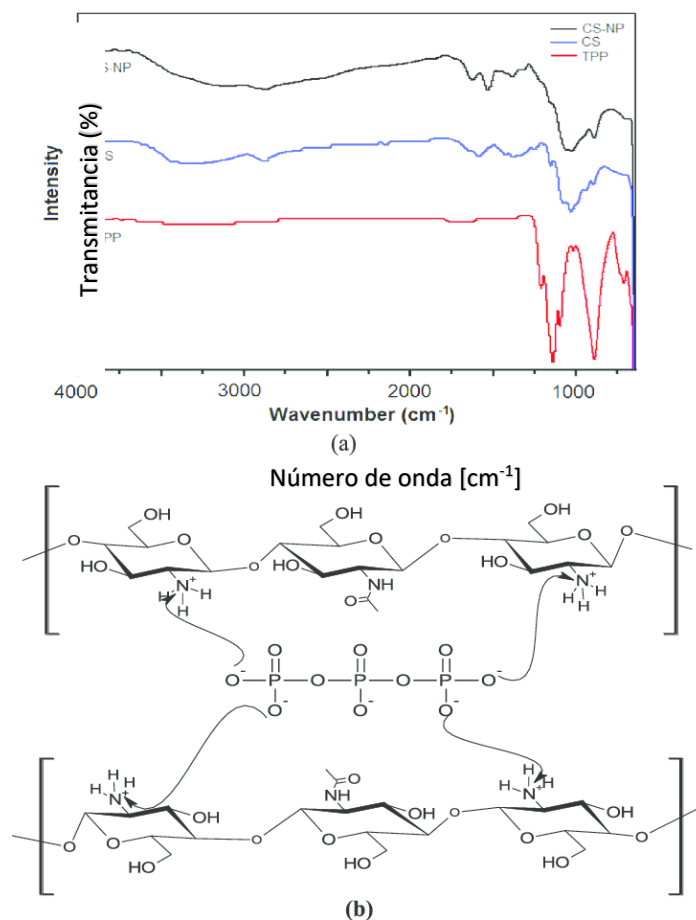 CS-NP
CS
TPP
S-NP
S
PP
Intensity
Transmitancia (%)
4000 3000 2000 1000
Wavenumber (cm⁻¹)
(a)
Número de onda [cm⁻¹]
OH OH OH
O O O O O O O
HO HO HO
H N⁺ H NH H N⁺ H
H O H
O O O
O⁻ P O P O P O⁻
O⁻ O⁻ O⁻
H H O H H
H N⁺ NH H N⁺
OH OH OH
O O O O O O O
HO HO HO
(b)